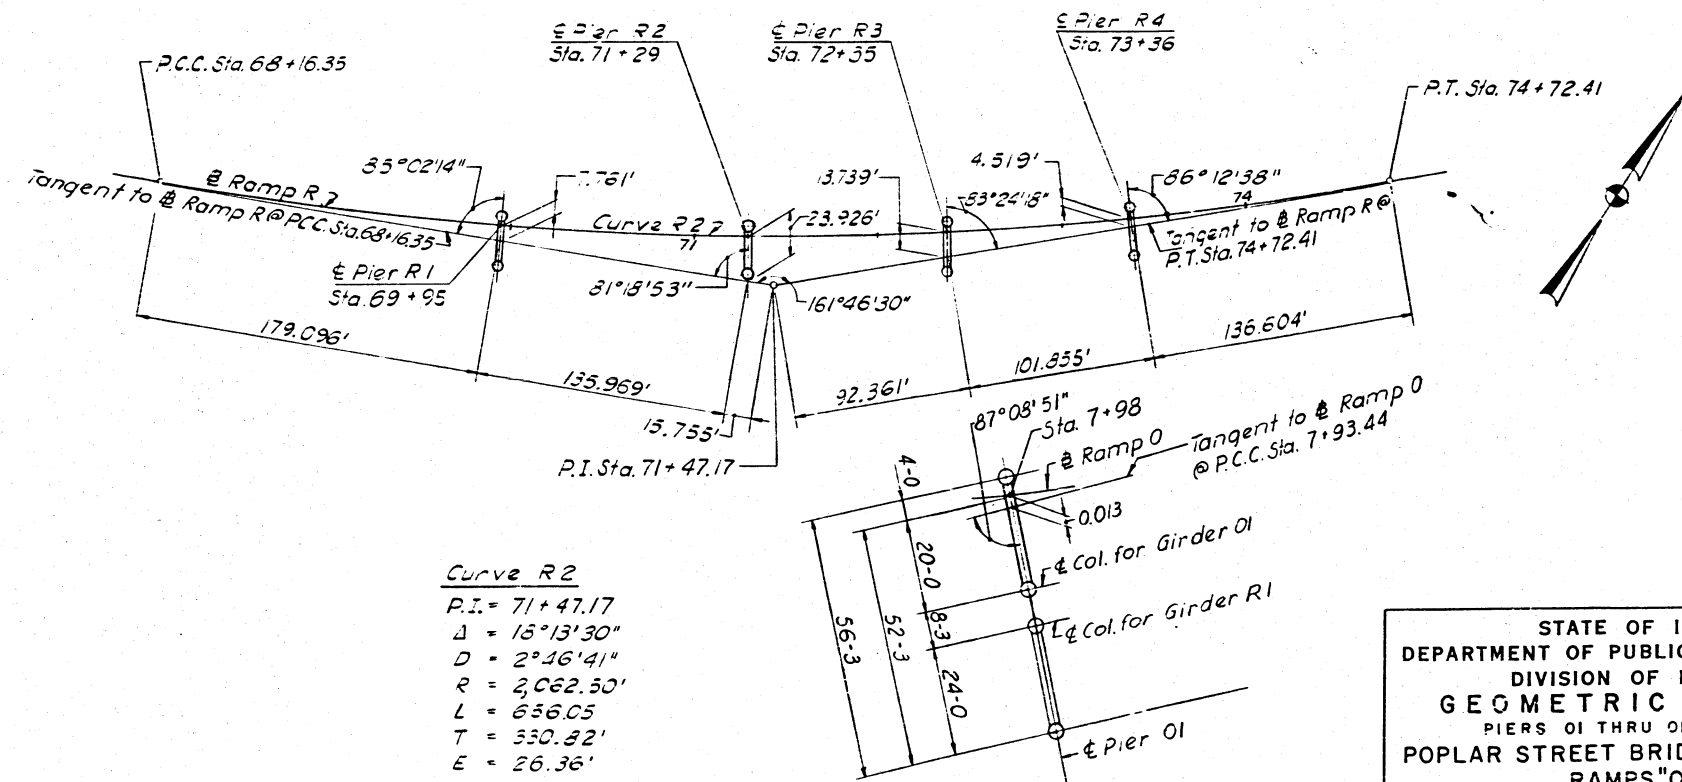 ℄ Pier R2
Sta. 71+29
℄ Pier R3
Sta. 72+35
℄ Pier R4
Sta. 73+36
P.C.C. Sta. 68+16.35
P.T. Sta. 74+72.41
85°02'14"
7.761'
13.739'
4.519'
86°12'38"
Ramp R
Tangent to Ramp R @ P.C.C. Sta. 68+16.35
Curve R2
71
23.926'
83°24'18"
74
Tangent to Ramp R @
P.T. Sta. 74+72.41
℄ Pier R1
Sta. 69+95
81°18'53"
161°46'30"
179.096'
135.969'
15.755'
92.361'
101.855'
136.604'
P.I. Sta. 71+47.17
87°08'51"
Sta. 7+98
Ramp O
Tangent to Ramp O
@ P.C.C. Sta. 7+93.44
4-0
0.013
20-0
℄ Col. for Girder O1
8-3
℄ Col. for Girder R1
56-3
52-3
24-0
℄ Pier O1
Curve R2
P.I. = 71+47.17
Δ = 18°13'30"
D = 2°46'41"
R = 2,062.50'
L = 656.05
T = 330.82'
E = 26.36'
STATE OF I
DEPARTMENT OF PUBLIC
DIVISION OF
GEOMETRIC
PIERS O1 THRU
POPLAR STREET BRID
RAMPS "O